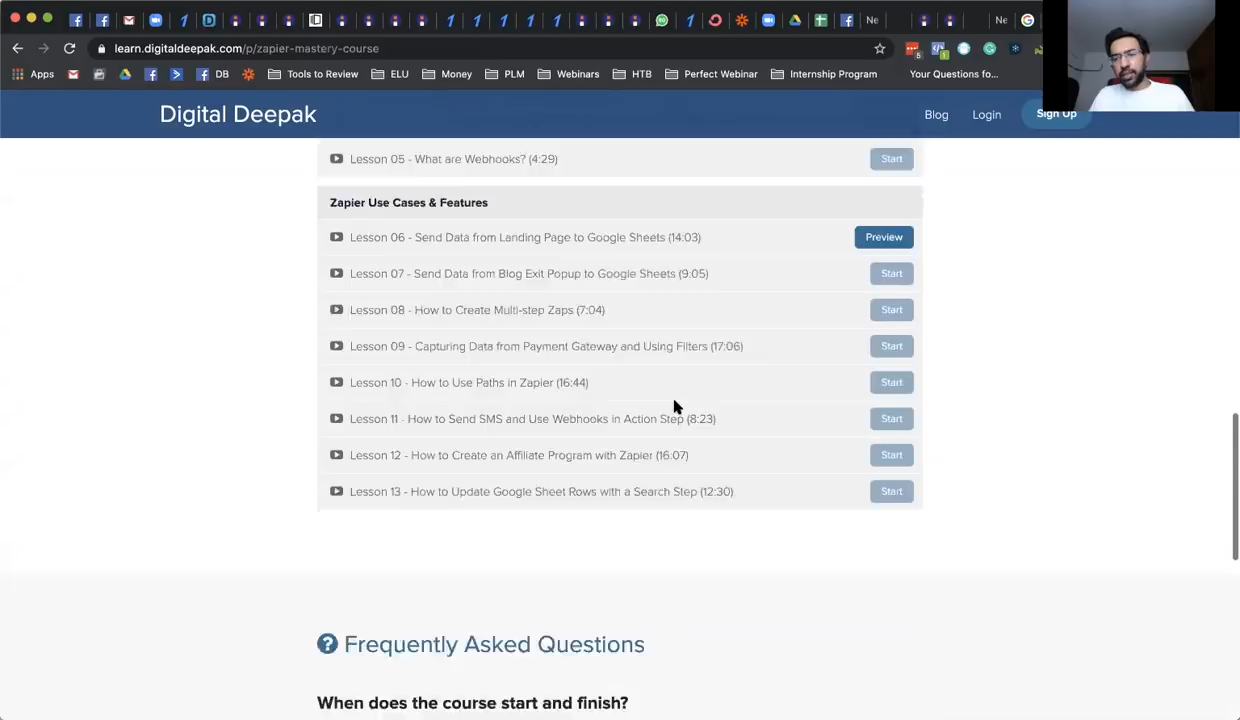 Ne
Ne
learn.digitaldeepak.com/p/zapier-mastery-course
5
1
Apps
DB
Tools to Review
ELU
Money
PLM
Webinars
HTB
Perfect Webinar
Internship Program
Your Questions fo...
Digital Deepak
Blog
Login
Sign Up
Lesson 05 - What are Webhooks? (4:29)
Start
Zapier Use Cases & Features
Lesson 06 - Send Data from Landing Page to Google Sheets (14:03)
Preview
Lesson 07 - Send Data from Blog Exit Popup to Google Sheets (9:05)
Start
Lesson 08 - How to Create Multi-step Zaps (7:04)
Start
Lesson 09 - Capturing Data from Payment Gateway and Using Filters (17:06)
Start
Lesson 10 - How to Use Paths in Zapier (16:44)
Start
Lesson 11 - How to Send SMS and Use Webhooks in Action Step (8:23)
Start
Lesson 12 - How to Create an Affiliate Program with Zapier (16:07)
Start
Lesson 13 - How to Update Google Sheet Rows with a Search Step (12:30)
Start
Frequently Asked Questions
When does the course start and finish?